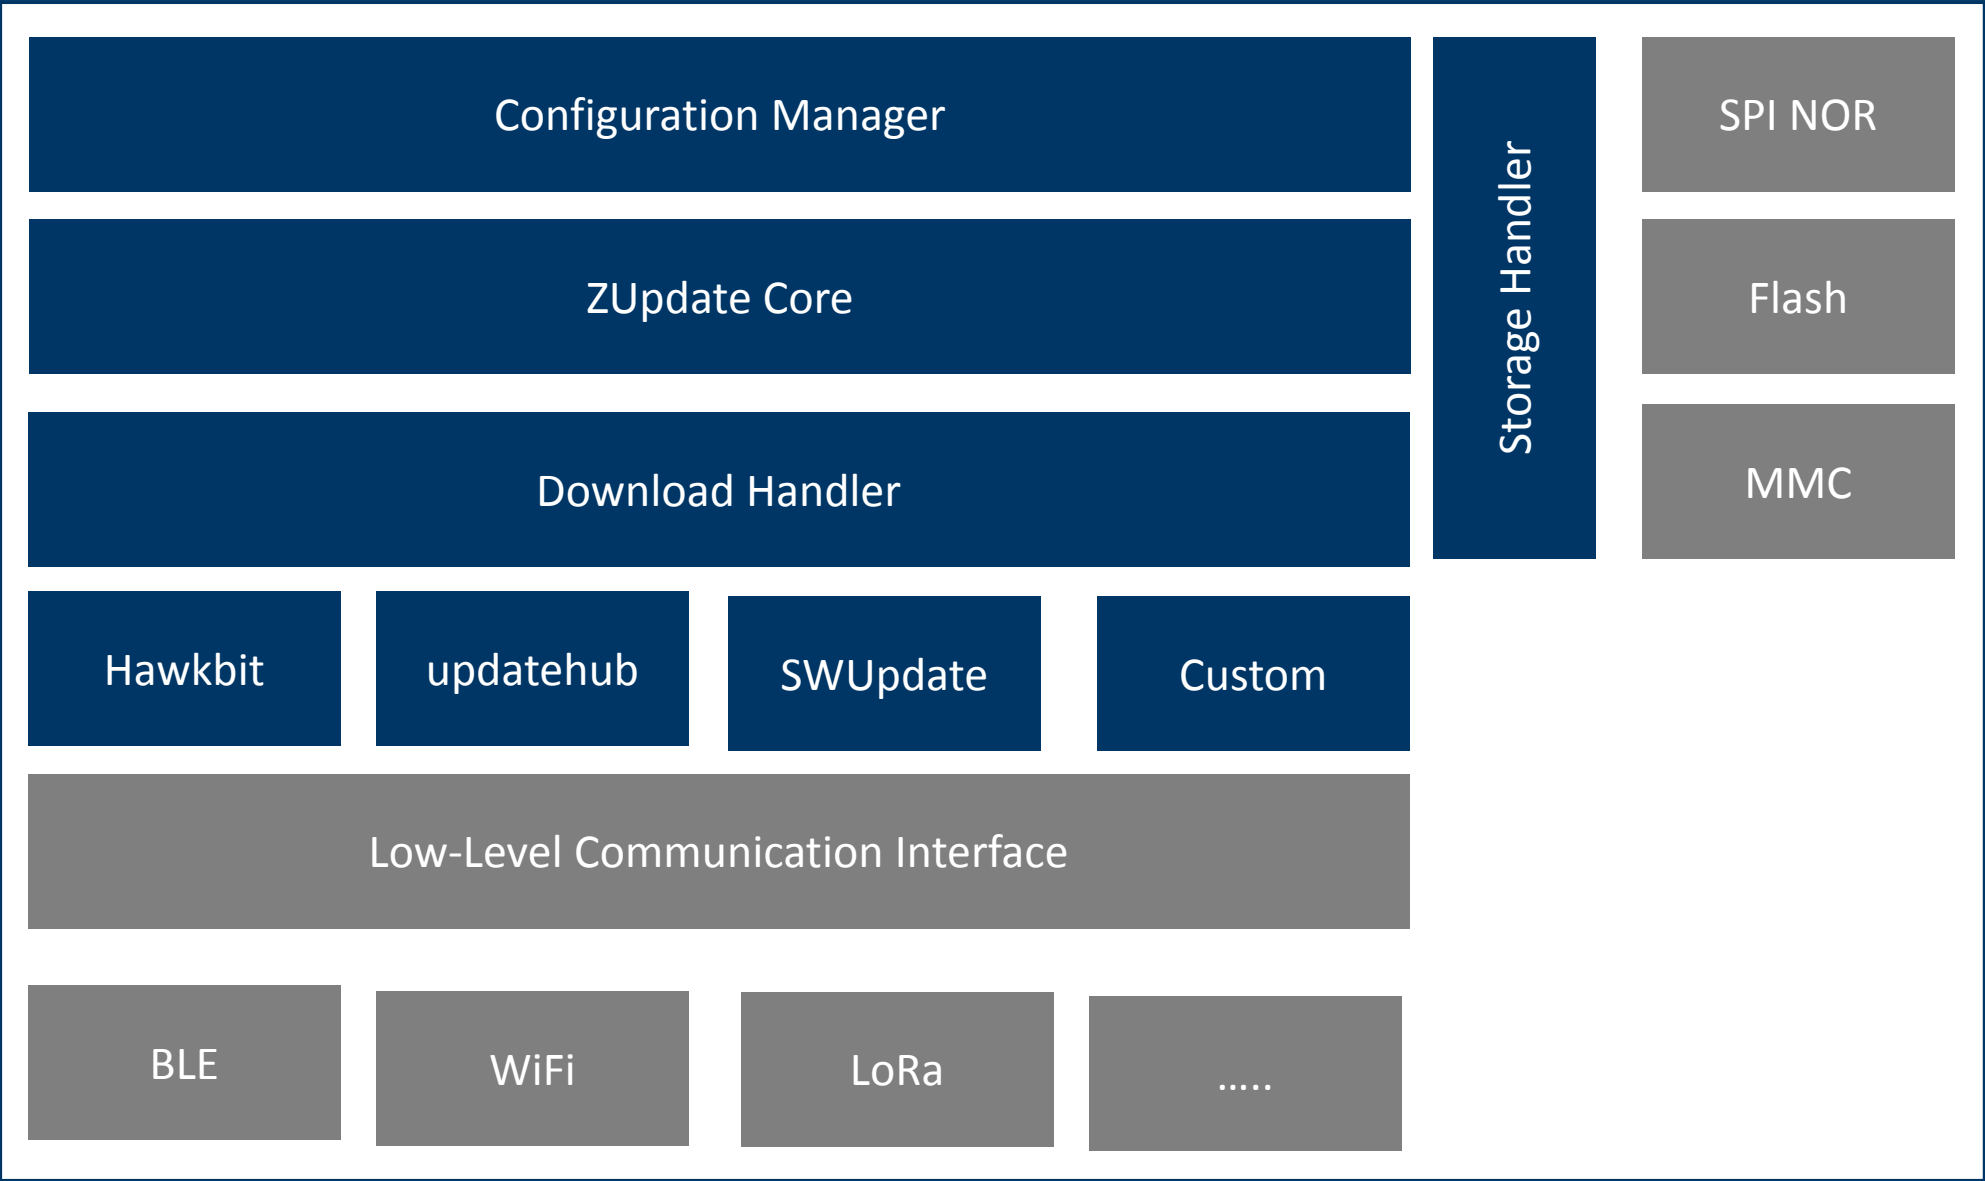 Configuration Manager
ZUpdate Core
Download Handler
Storage Handler
SPI NOR
Flash
MMC
Hawkbit
updatehub
SWUpdate
Custom
Low-Level Communication Interface
BLE
WiFi
LoRa
.....